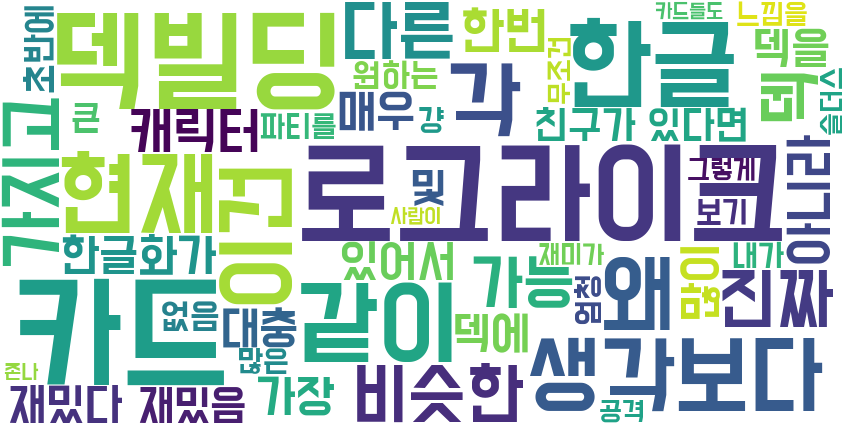 초반에
덱빌딩
다른
한번
한글
카드들도
느낌을
덱을
무조건
원하는
각
덱
슬더스
가지고
큰
캐릭터
파티를
매우
걍
친구가 있다면
현재
이건
로그라이크
및
사람이
그렇게
보기
아니라
한글화가
있어서
가능
재미가
엄청
왜
많이
내가
진짜
카드
없음
대충
같이
덱에
많은
존나
재밌다
재밌음
가장
비슷한
생각보다
공격